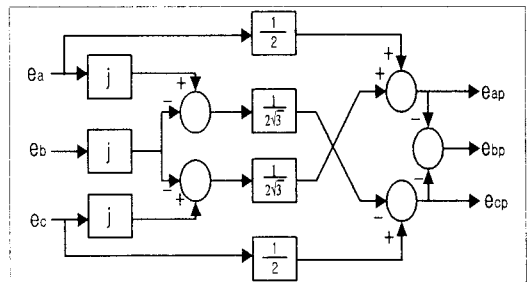 1/2
ea
j
+
-
1/2√3
+
+
eap
-
eb
j
ebp
-
-
+
1/2√3
ec
j
-
+
ecp
1/2